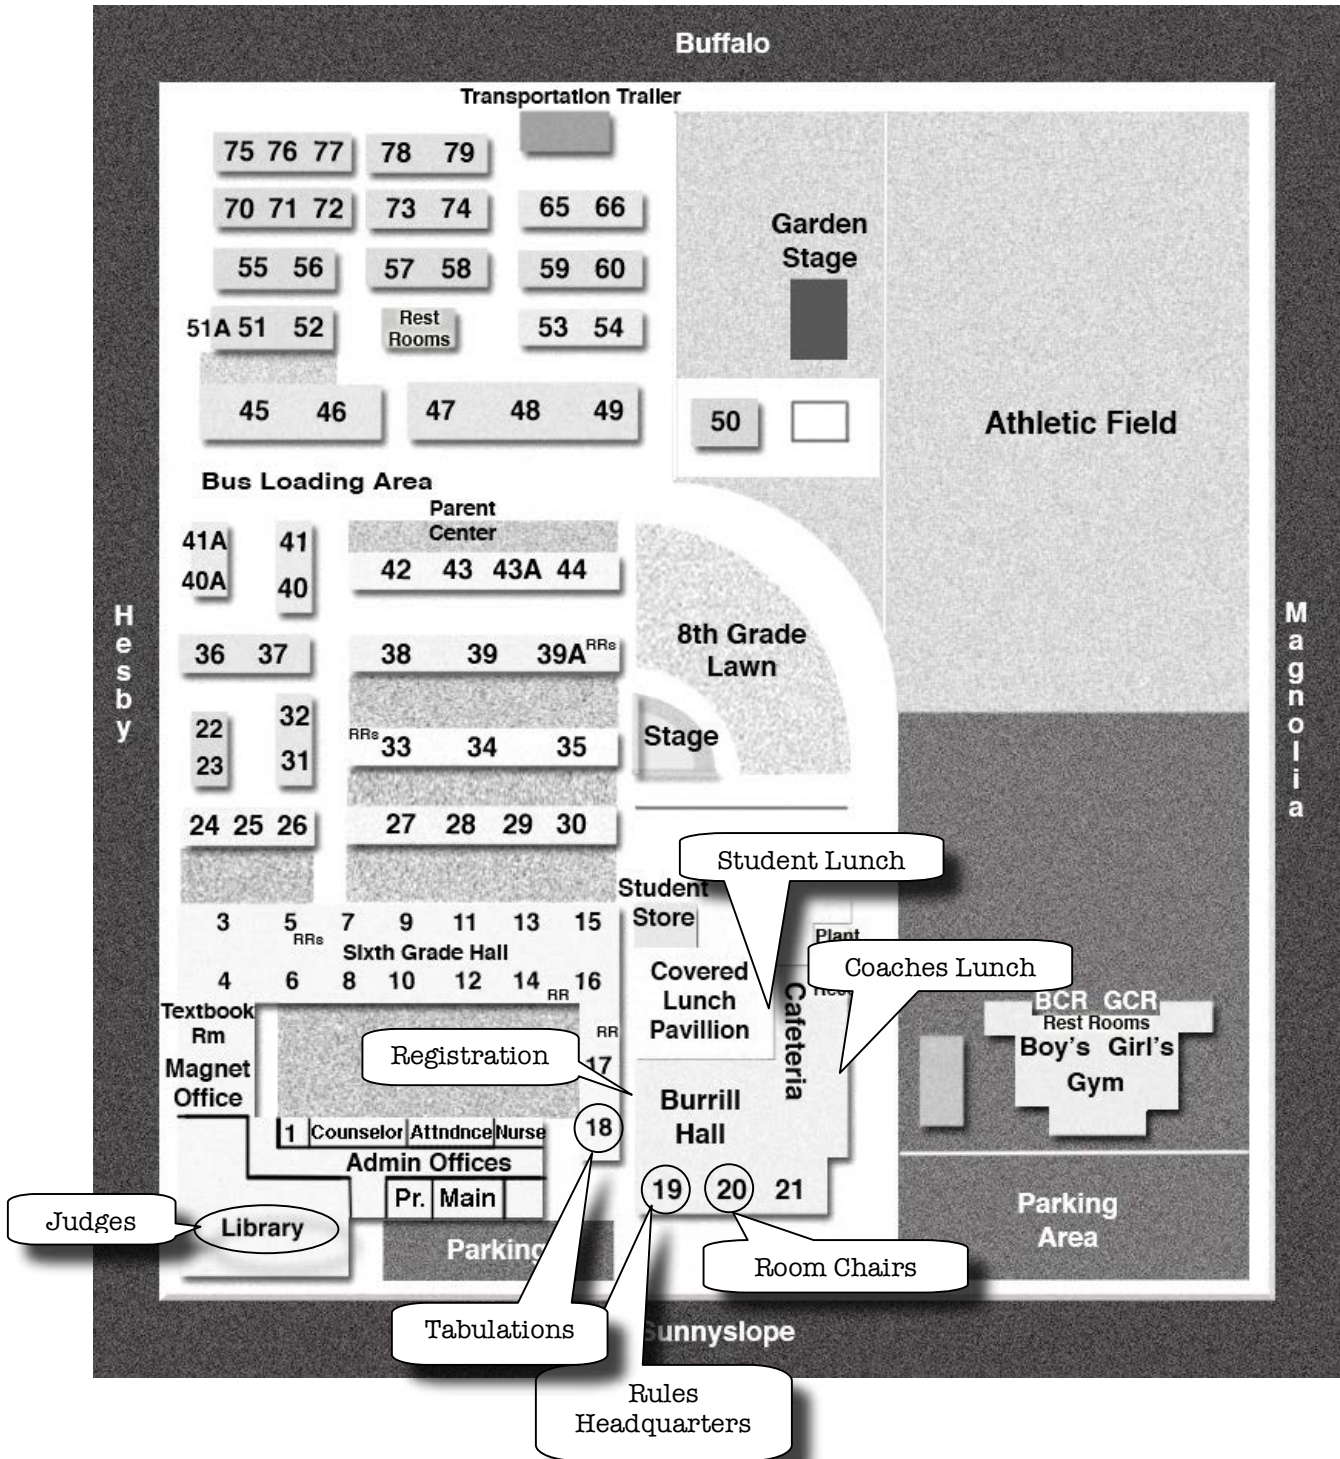 Buffalo
Transportation Trailer
75 76 77 78 79
70 71 72 73 74 65 66
Garden
Stage
55 56 57 58 59 60
51A 51 52
Rest
Rooms
53 54
45 46 47 48 49
50
Athletic Field
Bus Loading Area
Parent
Center
41A 41
40A 40
42 43 43A 44
Hesby
Magnolia
36 37 38 39 39A RRs
8th Grade
Lawn
22 32
23 31
RRs 33 34 35
Stage
24 25 26 27 28 29 30
Student Lunch
Student
Store
3 5 7 9 11 13 15
RRs
Sixth Grade Hall
4 6 8 10 12 14 RR 16
Plant
Coaches Lunch
Covered
Lunch
Pavillion
Cafeteria
Textbook
Rm
Magnet
Office
RR
17
Registration
BCR GCR
Rest Rooms
Boy's Girl's
Gym
Burrill
Hall
18
1 Counselor Attndnce Nurse
Admin Offices
Pr. Main
19 20 21
Judges
Library
Parking
Parking
Area
Room Chairs
Tabulations
Sunnyslope
Rules
Headquarters